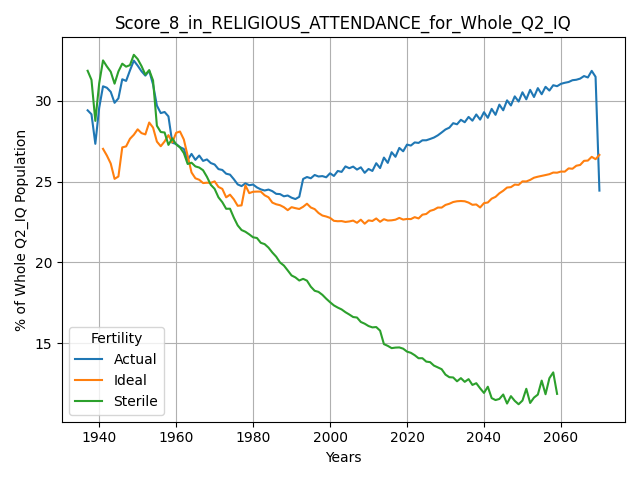 Score_8_in_RELIGIOUS_ATTENDANCE_for_Whole_Q2_IQ
% of Whole Q2_IQ Population
30
25
20
15
Fertility
Actual
Ideal
Sterile
1940 1960 1980 2000 2020 2040 2060
Years